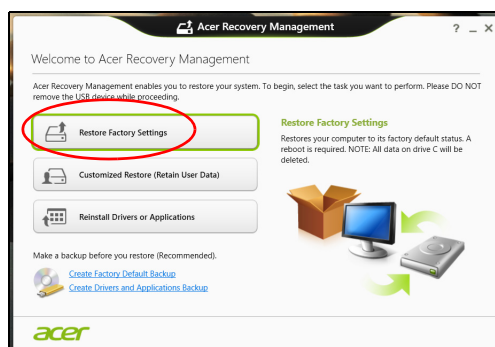 Acer Recovery Management
? _ X
Welcome to Acer Recovery Management
Acer Recovery Management enables you to restore your system. To begin, select the task you want to perform. Please DO NOT
remove the USB device while proceeding.
Restore Factory Settings
Customized Restore (Retain User Data)
Reinstall Drivers or Applications
Restore Factory Settings
Restores your computer to its factory default status. A
reboot is required. NOTE: All data on drive C will be
deleted.
Make a backup before you restore (Recommended).
Create Factory Default Backup
Create Drivers and Applications Backup
acer